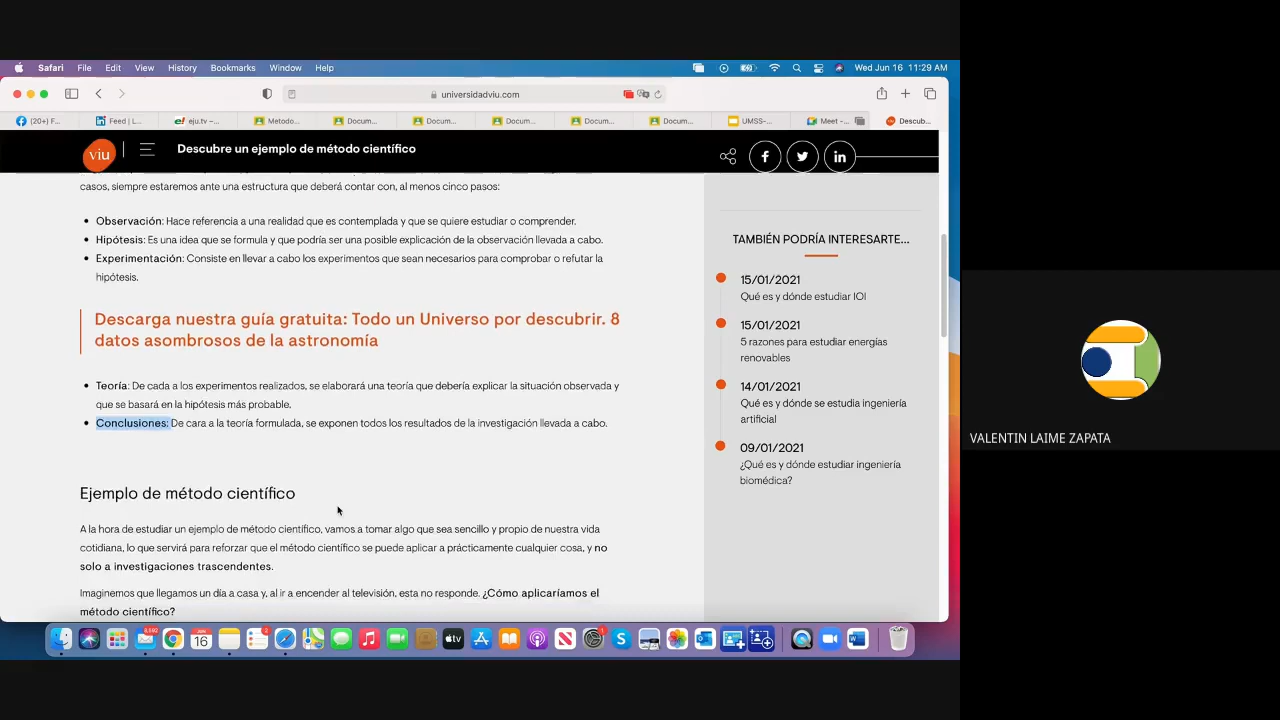 Safari File Edit View History Bookmarks Window Help Wed Jun 16 11:29 AM
universidadviu.com
(20+) F... Feed | L... eju.tv –... Metodo... Docum... Docum... Docum... Docum... Docum... UMSS-... Meet -... Descub...
viu Descubre un ejemplo de método científico
casos, siempre estaremos ante una estructura que deberá contar con, al menos cinco pasos:
Observación: Hace referencia a una realidad que es contemplada y que se quiere estudiar o comprender.
Hipótesis: Es una idea que se formula y que podría ser una posible explicación de la observación llevada a cabo.
Experimentación: Consiste en llevar a cabo los experimentos que sean necesarios para comprobar o refutar la
hipótesis.
Descarga nuestra guía gratuita: Todo un Universo por descubrir. 8
datos asombrosos de la astronomía
Teoría: De cada a los experimentos realizados, se elaborará una teoría que debería explicar la situación observada y
que se basará en la hipótesis más probable.
Conclusiones: De cara a la teoría formulada, se exponen todos los resultados de la investigación llevada a cabo.
Ejemplo de método científico
A la hora de estudiar un ejemplo de método científico, vamos a tomar algo que sea sencillo y propio de nuestra vida
cotidiana, lo que servirá para reforzar que el método científico se puede aplicar a prácticamente cualquier cosa, y no
solo a investigaciones trascendentes.
Imaginemos que llegamos un día a casa y, al ir a encender al televisión, esta no responde. ¿Cómo aplicaríamos el
método científico?
TAMBIÉN PODRÍA INTERESARTE...
15/01/2021
Qué es y dónde estudiar IOI
15/01/2021
5 razones para estudiar energías
renovables
14/01/2021
Qué es y dónde se estudia ingeniería
artificial
09/01/2021
¿Qué es y dónde estudiar ingeniería
biomédica?
VALENTIN LAIME ZAPATA